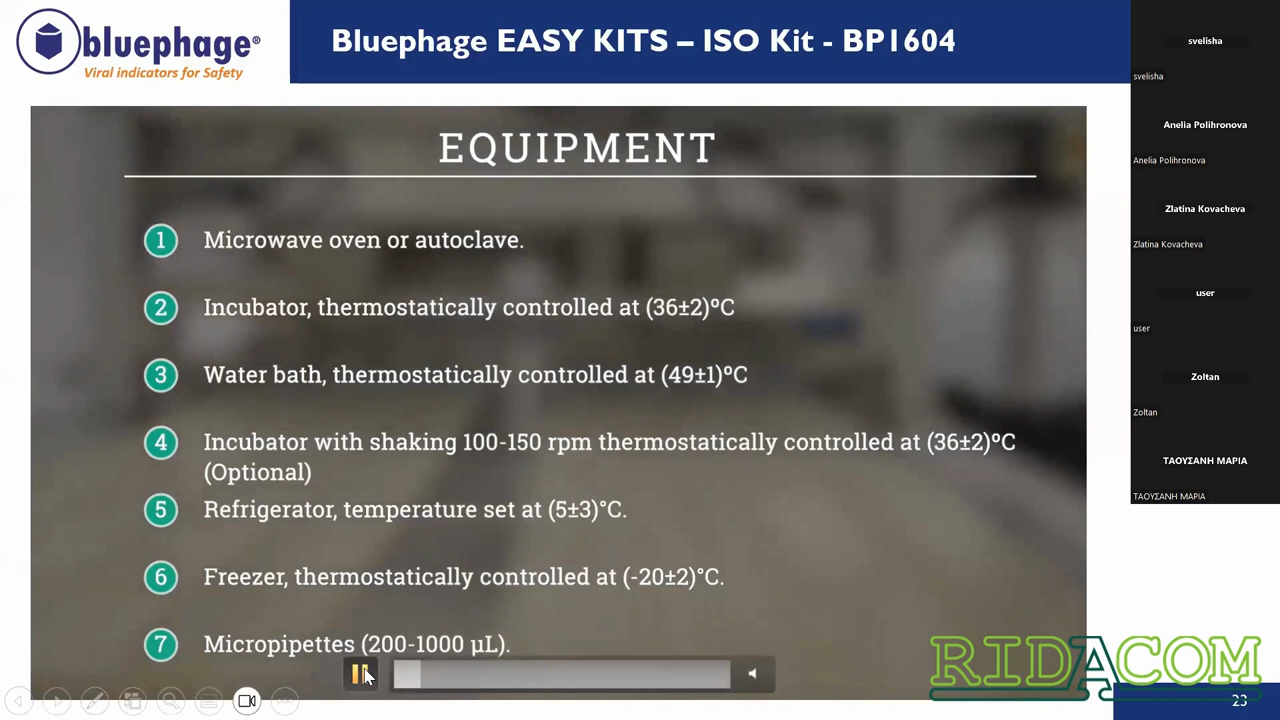 bluephage®
Viral indicators for Safety
Bluephage EASY KITS – ISO Kit - BP1604
EQUIPMENT
1 Microwave oven or autoclave.
2 Incubator, thermostatically controlled at (36±2)ºC
3 Water bath, thermostatically controlled at (49±1)ºC
4 Incubator with shaking 100-150 rpm thermostatically controlled at (36±2)ºC
(Optional)
5 Refrigerator, temperature set at (5±3)°C.
6 Freezer, thermostatically controlled at (-20±2)°C.
7 Micropipettes (200-1000 µL).
svelisha
svelisha
Anelia Polihronova
Anelia Polihronova
Zlatina Kovacheva
Zlatina Kovacheva
user
user
Zoltan
Zoltan
ΤΑΟΥΣΑΝΗ ΜΑΡΙΑ
ΤΑΟΥΣΑΝΗ ΜΑΡΙΑ
RIDACOM
23